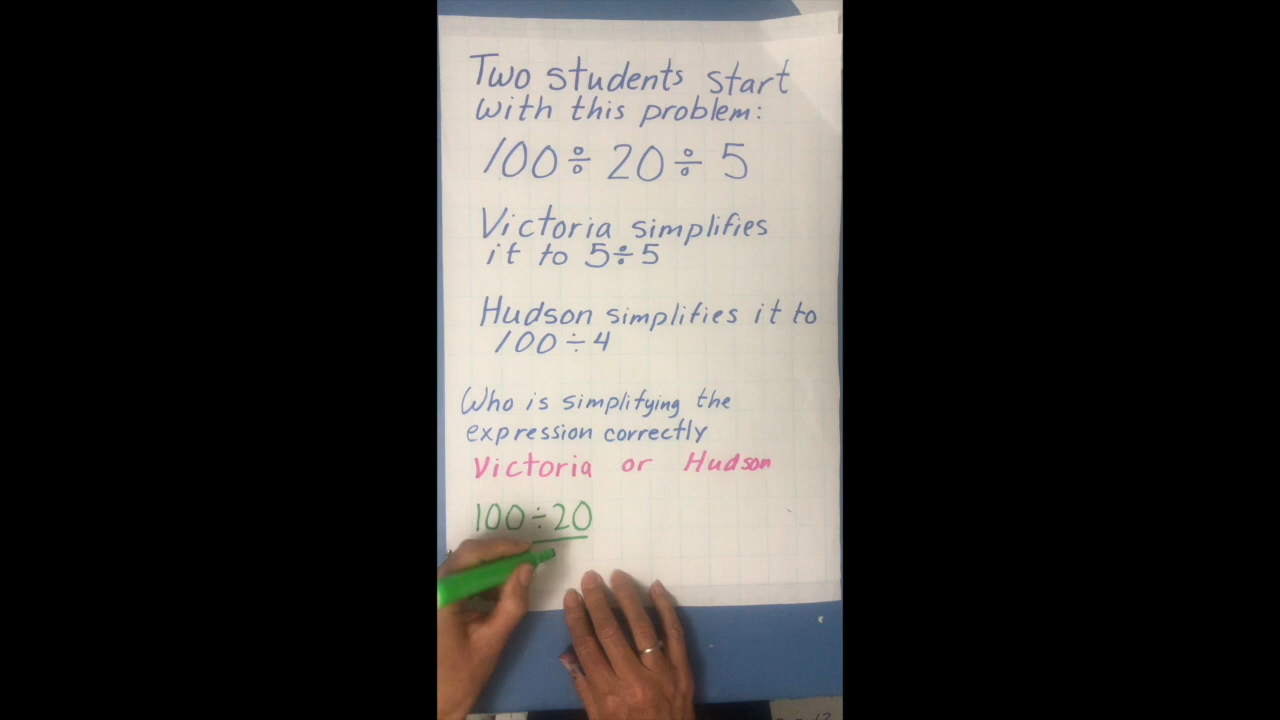 Two students start
with this problem:
100 ÷ 20 ÷ 5
Victoria simplifies
it to 5÷5
Hudson simplifies it to
100 ÷ 4
Who is simplifying the
expression correctly
Victoria or Hudson
100÷20